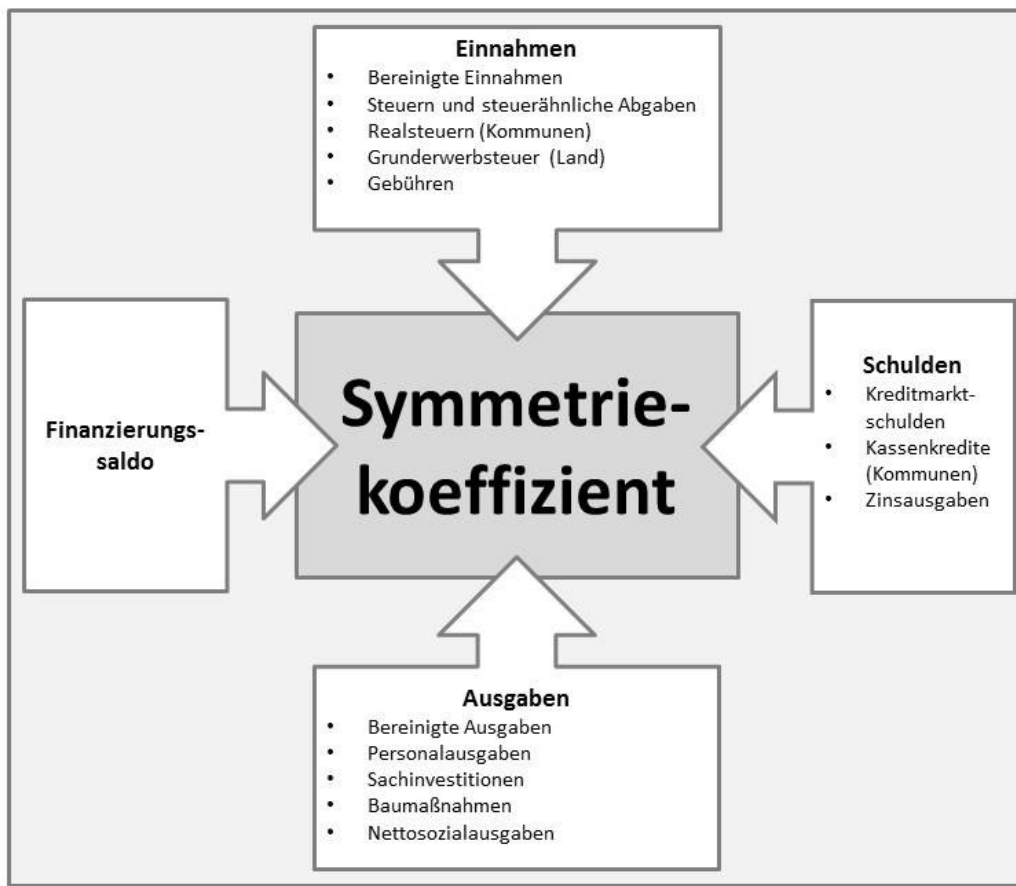 Einnahmen
• Bereinigte Einnahmen
• Steuern und steuerähnliche Abgaben
• Realsteuern (Kommunen)
• Grunderwerbsteuer (Land)
• Gebühren
Finanzierungs-
saldo
Symmetrie-
koeffizient
Schulden
• Kreditmarkt-
schulden
• Kassenkredite
(Kommunen)
• Zinsausgaben
Ausgaben
• Bereinigte Ausgaben
• Personalausgaben
• Sachinvestitionen
• Baumaßnahmen
• Nettosozialausgaben